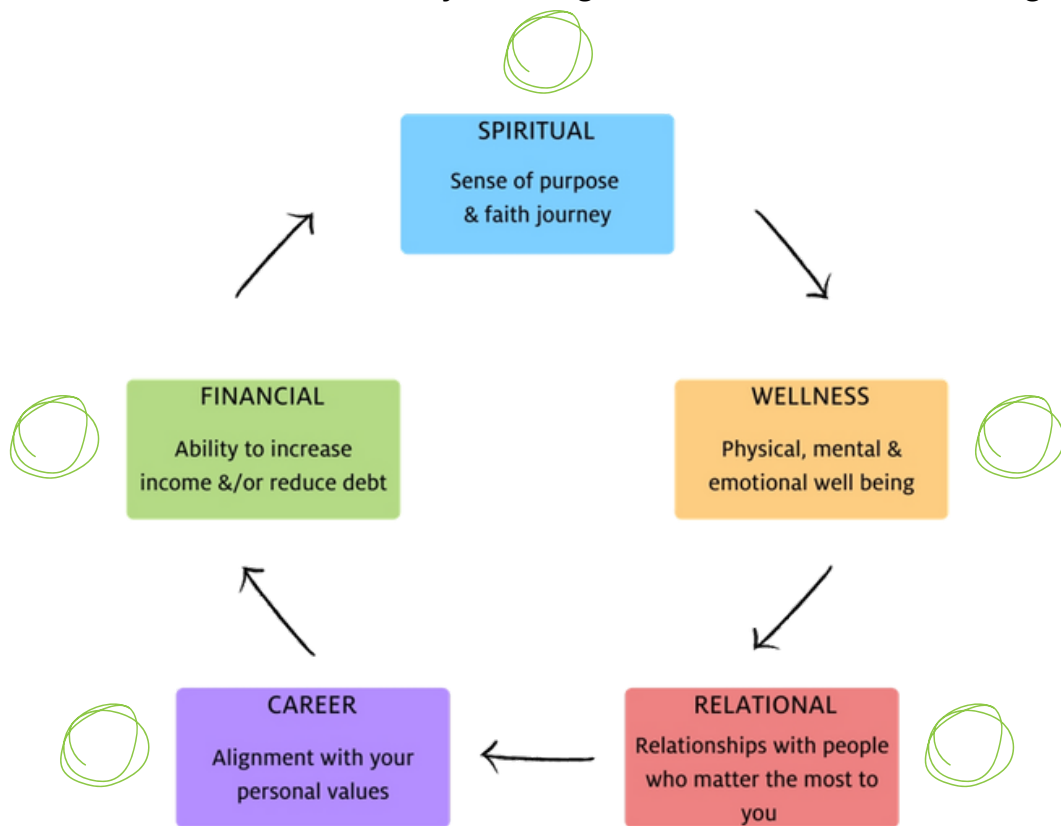 SPIRITUAL
Sense of purpose
& faith journey
WELLNESS
Physical, mental &
emotional well being
RELATIONAL
Relationships with people
who matter the most to
you
CAREER
Alignment with your
personal values
FINANCIAL
Ability to increase
income &/or reduce debt